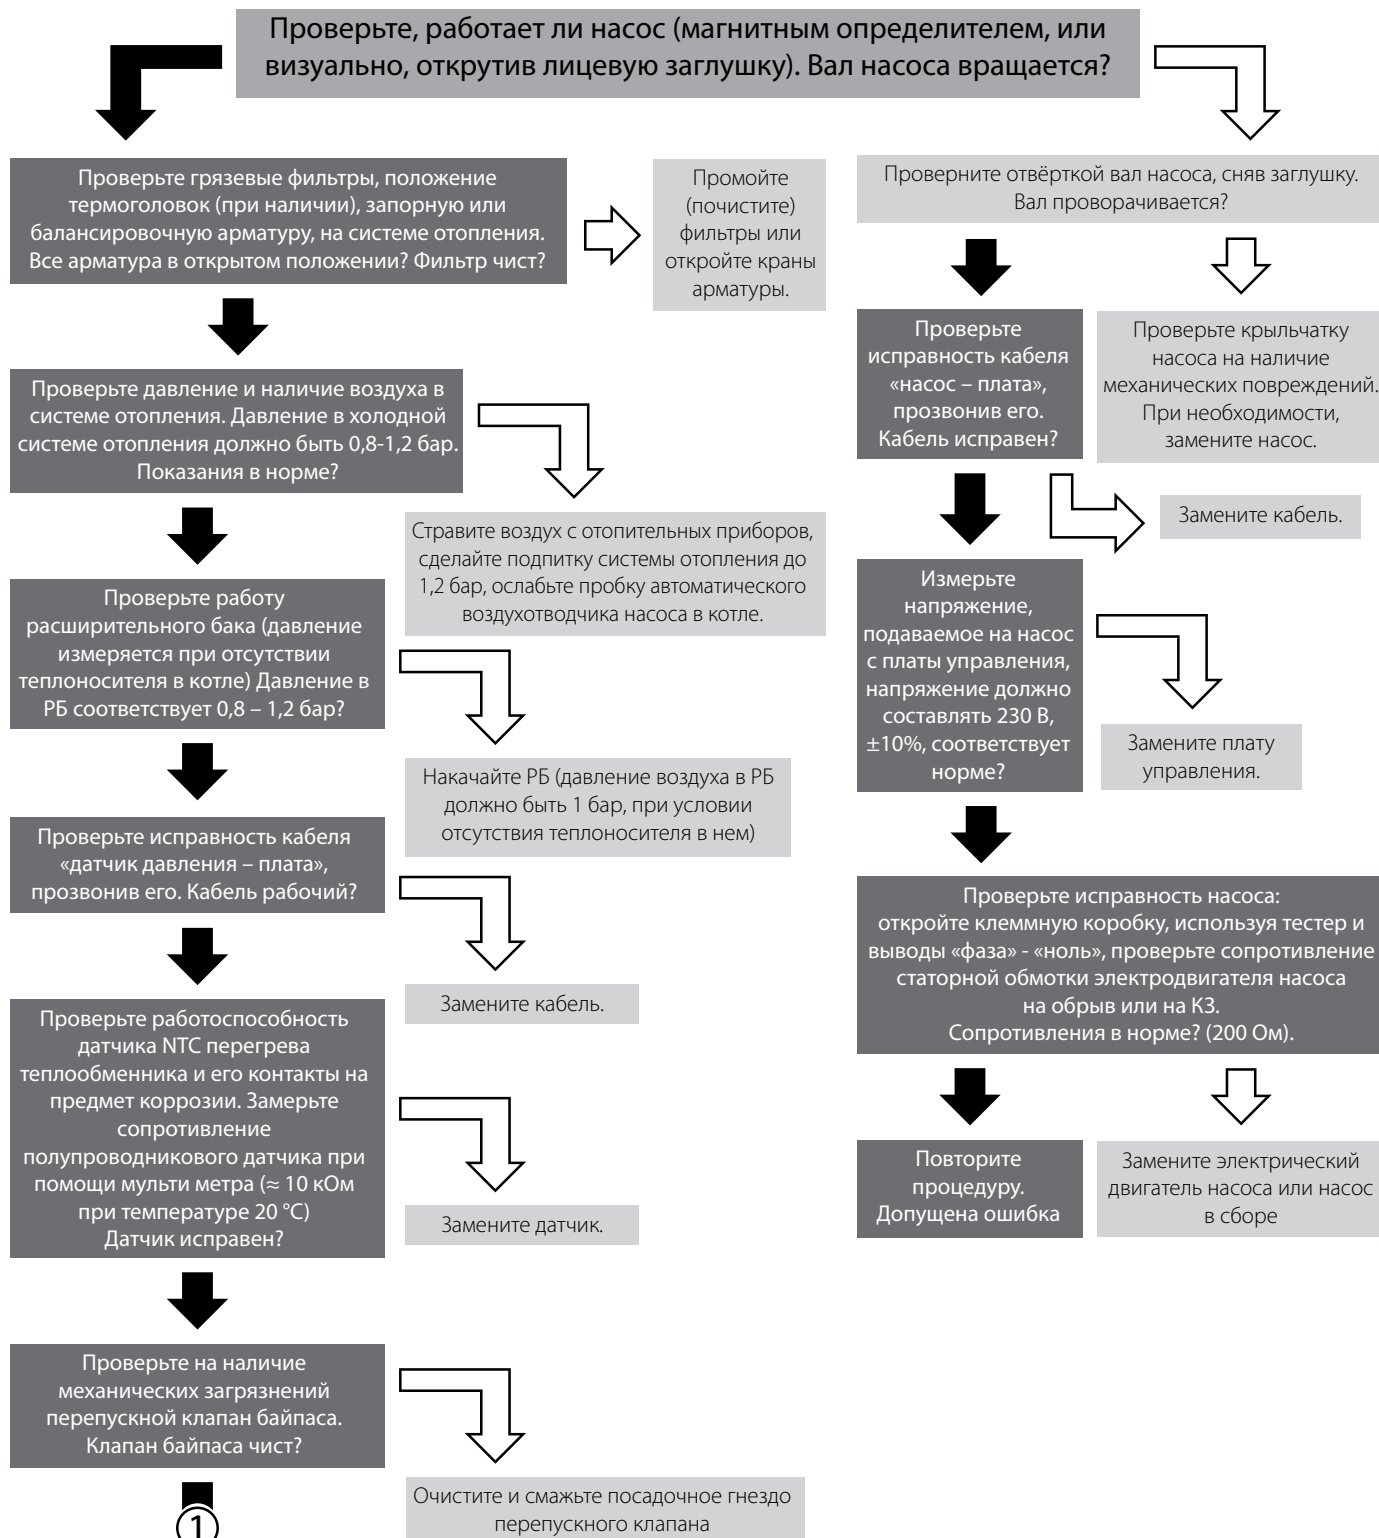 Проверьте, работает ли насос (магнитным определителем, или
визуально, открутив лицевую заглушку). Вал насоса вращается?
Проверьте грязевые фильтры, положение
термоголовок (при наличии), запорную или
балансировочную арматуру, на системе отопления.
Все арматура в открытом положении? Фильтр чист?
Промойте
(почистите)
фильтры или
откройте краны
арматуры.
Проверьте давление и наличие воздуха в
системе отопления. Давление в холодной
системе отопления должно быть 0,8-1,2 бар.
Показания в норме?
Стравите воздух с отопительных приборов,
сделайте подпитку системы отопления до
1,2 бар, ослабьте пробку автоматического
воздухотводчика насоса в котле.
Проверьте работу
расширительного бака (давление
измеряется при отсутствии
теплоносителя в котле) Давление в
РБ соответствует 0,8 – 1,2 бар?
Накачайте РБ (давление воздуха в РБ
должно быть 1 бар, при условии
отсутствия теплоносителя в нем)
Проверьте исправность кабеля
«датчик давления – плата»,
прозвонив его. Кабель рабочий?
Замените кабель.
Проверьте работоспособность
датчика NTC перегрева
теплообменника и его контакты на
предмет коррозии. Замерьте
сопротивление
полупроводникового датчика при
помощи мульти метра (≈ 10 кОм
при температуре 20 °С)
Датчик исправен?
Замените датчик.
Проверьте на наличие
механических загрязнений
перепускной клапан байпаса.
Клапан байпаса чист?
Очистите и смажьте посадочное гнездо
перепускного клапана
1
Проверните отвёрткой вал насоса, сняв заглушку.
Вал проворачивается?
Проверьте
исправность кабеля
«насос – плата»,
прозвонив его.
Кабель исправен?
Проверьте крыльчатку
насоса на наличие
механических повреждений.
При необходимости,
замените насос.
Замените кабель.
Измерьте
напряжение,
подаваемое на насос
с платы управления,
напряжение должно
составлять 230 В,
±10%, соответствует
норме?
Замените плату
управления.
Проверьте исправность насоса:
откройте клеммную коробку, используя тестер и
выводы «фаза» - «ноль», проверьте сопротивление
статорной обмотки электродвигателя насоса
на обрыв или на КЗ.
Сопротивления в норме? (200 Ом).
Повторите
процедуру.
Допущена ошибка
Замените электрический
двигатель насоса или насос
в сборе